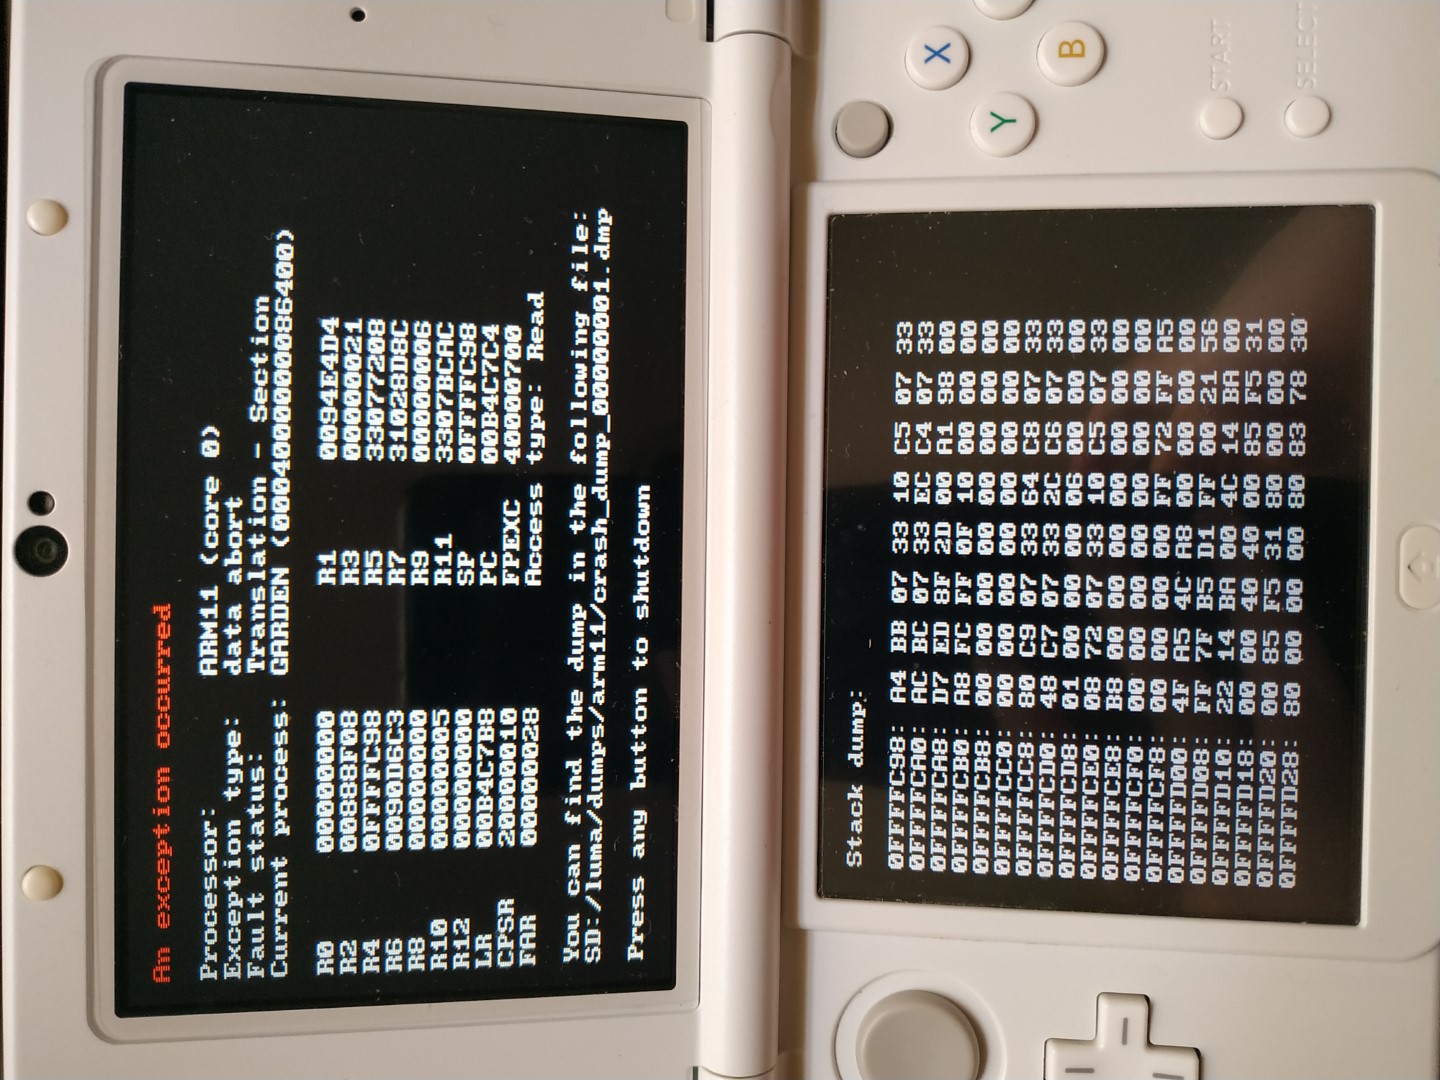 An exception occurred
Processor: ARM11 (core 0)
Exception type: data abort
Fault status: Translation - Section
Current process: GARDEN (0004000000086400)
R0 00000000 R1 0094E4D4
R2 00888F08 R3 00000021
R4 0FFFFC98 R5 33077208
R6 0090D6C3 R7 31028D8C
R8 00000000 R9 00000006
R10 00000005 R11 3307BCAC
R12 00000000 SP 0FFFFC98
LR 00B4C7B8 PC 00B4C7C4
CPSR 20000010 FPEXC 40000700
FAR 00000028 Access type: Read
You can find the dump in the following file:
SD:/luma/dumps/arm11/crash_dump_00000001.dmp
Press any button to shutdown
Stack dump:
0FFFFC98: A4 BB 07 33 10 C5 07 33
0FFFFCA0: AC BC 07 33 EC C4 07 33
0FFFFCA8: D7 ED 8F 2D 00 A1 98 00
0FFFFCB0: A8 FC FF 0F 10 00 00 00
0FFFFCB8: 00 00 00 00 00 00 00 00
0FFFFCC0: 00 00 00 00 00 00 00 00
0FFFFCC8: 80 C9 07 33 64 C8 07 33
0FFFFCD0: 48 C7 07 33 2C C6 07 33
0FFFFCD8: 01 00 00 00 06 00 00 00
0FFFFCE0: 08 72 07 33 10 C5 07 33
0FFFFCE8: B8 00 00 00 00 00 00 00
0FFFFCF0: 00 00 00 00 00 00 00 00
0FFFFCF8: 00 00 00 00 FF 72 FF A5
0FFFFD00: 4F A5 4C A8 00 00 00 00
0FFFFD08: FF 7F B5 D1 FF 00 21 56
0FFFFD10: 22 14 BA 00 4C 14 BA 00
0FFFFD18: 00 00 40 40 00 85 F5 31
0FFFFD20: 00 85 F5 31 80 00 00 00
0FFFFD28: 80 00 00 00 80 83 78 30
X
Y
B
START
SELECT